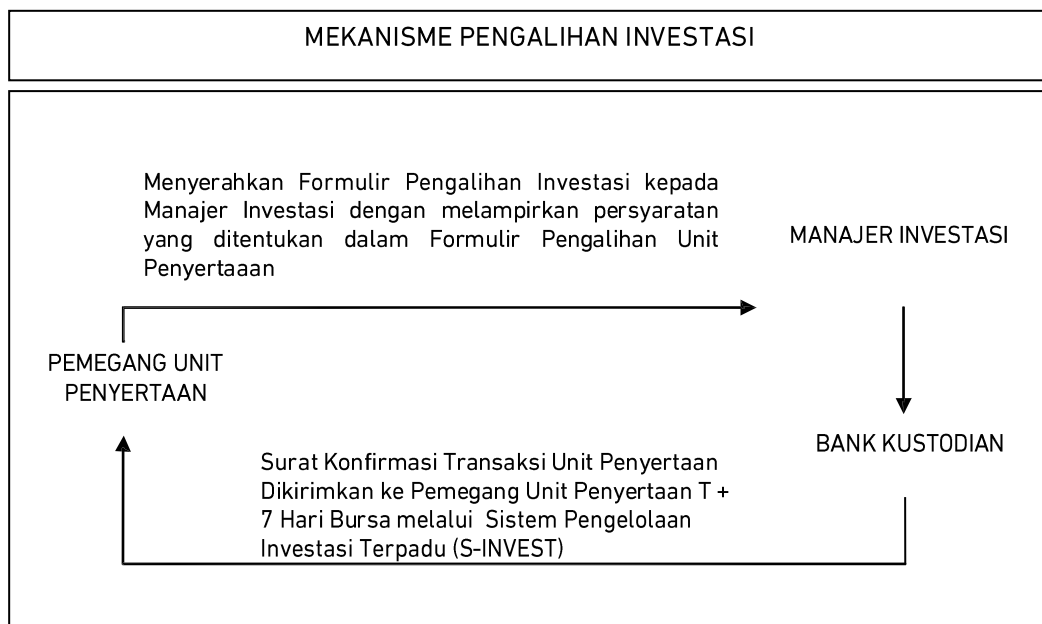 MEKANISME PENGALIHAN INVESTASI
Menyerahkan Formulir Pengalihan Investasi kepada
Manajer Investasi dengan melampirkan persyaratan
yang ditentukan dalam Formulir Pengalihan Unit
Penyertaaan
MANAJER INVESTASI
PEMEGANG UNIT
PENYERTAAN
BANK KUSTODIAN
Surat Konfirmasi Transaksi Unit Penyertaan
Dikirimkan ke Pemegang Unit Penyertaan T +
7 Hari Bursa melalui Sistem Pengelolaan
Investasi Terpadu (S-INVEST)